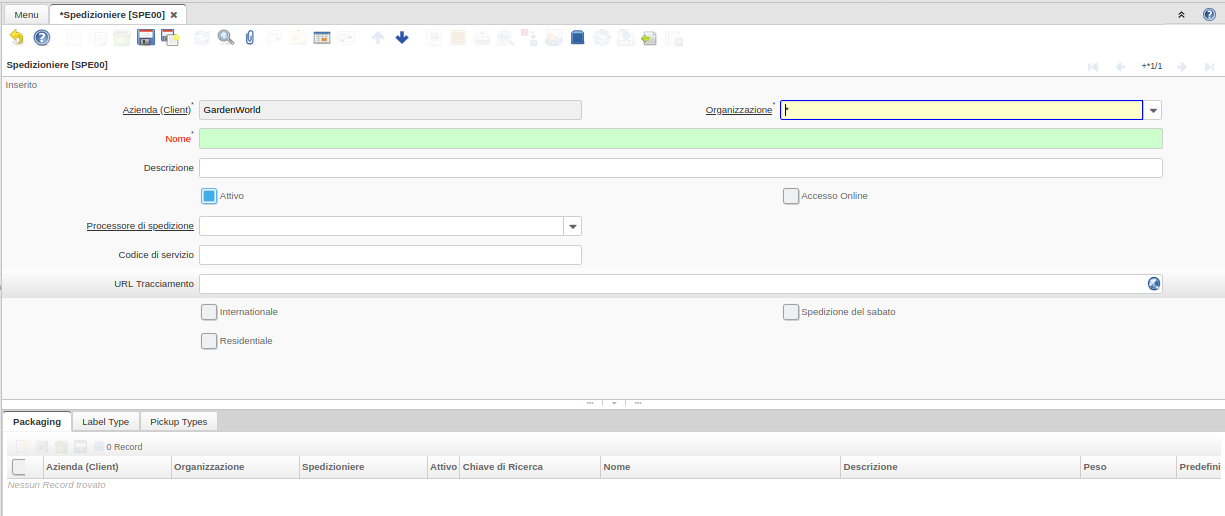 Menu
*Spedizioniere [SPE00]
Spedizioniere [SPE00]
+*1/1
Inserito
Azienda (Client)*
GardenWorld
Organizzazione*
*
Nome*
Descrizione
Attivo
Accesso Online
Processore di spedizione
Codice di servizio
URL Tracciamento
Internationale
Spedizione del sabato
Residentiale
Packaging
Label Type
Pickup Types
0 Record
Azienda (Client)
Organizzazione
Spedizioniere
Attivo
Chiave di Ricerca
Nome
Descrizione
Peso
Predefini
Nessun Record trovato